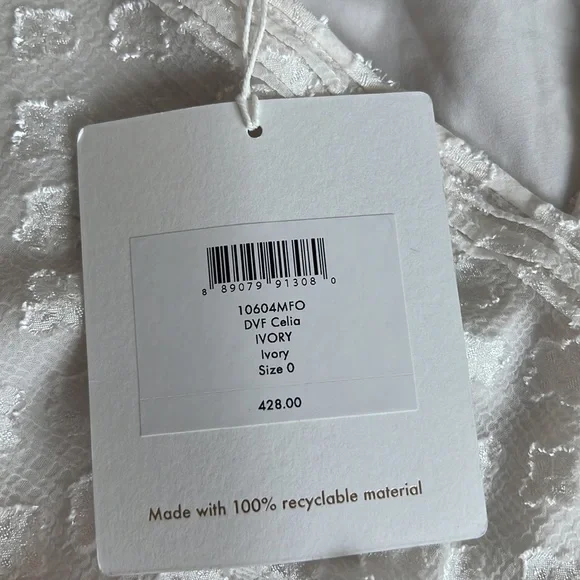 8 89079 91308 0
10604MFO
DVF Celia
IVORY
Ivory
Size 0
428.00
Made with 100% recyclable material